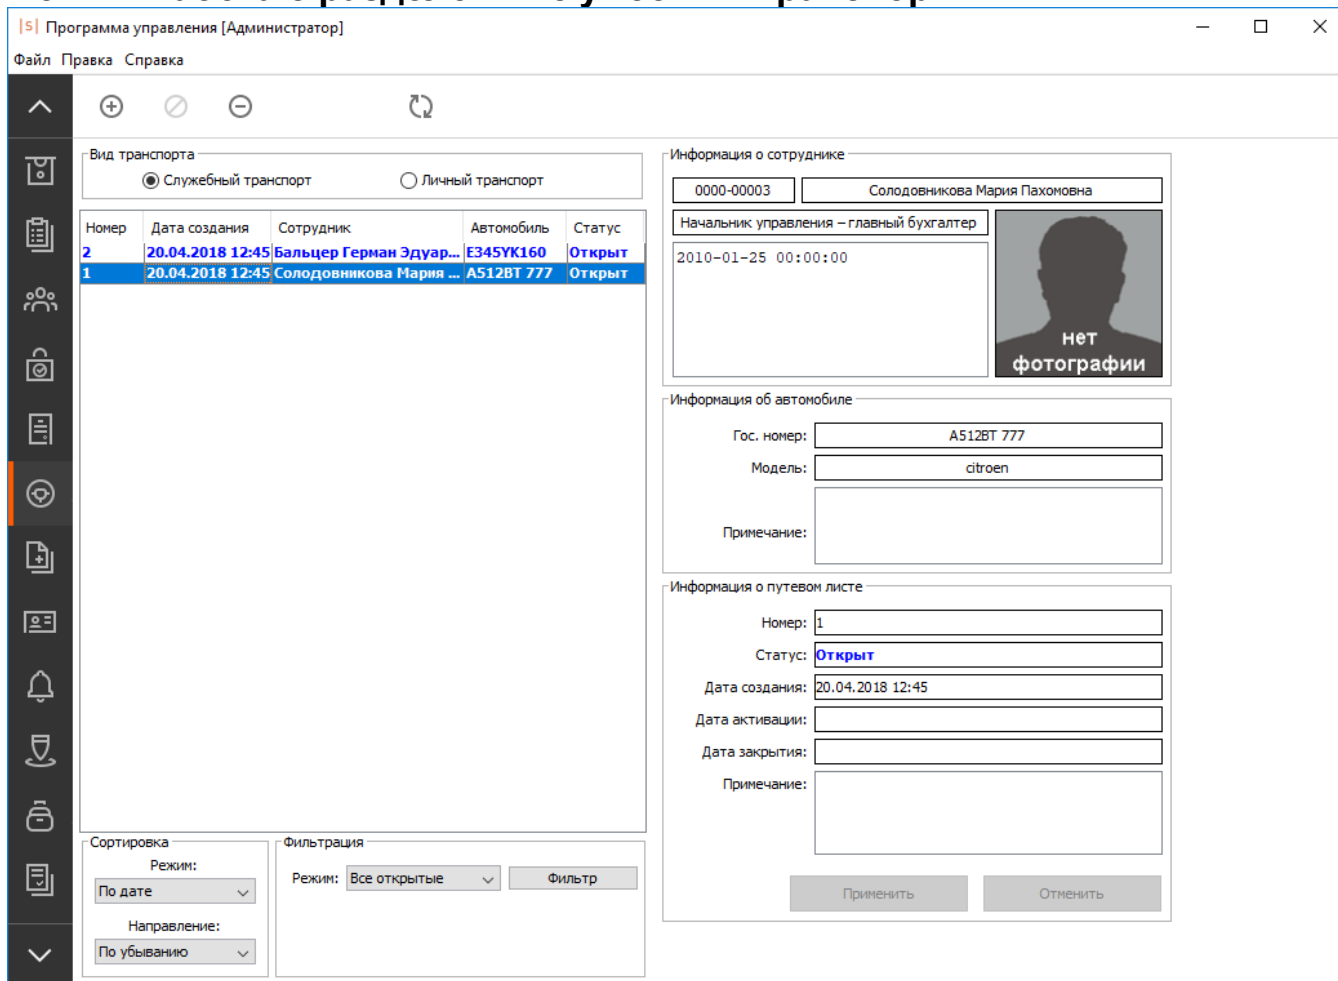 |S| Программа управления [Администратор]
Файл Правка Справка
Вид транспорта
Служебный транспорт
Личный транспорт
Номер Дата создания Сотрудник Автомобиль Статус
2 20.04.2018 12:45 Бальцер Герман Эдуар... E345YK160 Открыт
1 20.04.2018 12:45 Солодовникова Мария ... А512ВТ 777 Открыт
Сортировка
Режим:
По дате
Направление:
По убыванию
Фильтрация
Режим: Все открытые Фильтр
Информация о сотруднике
0000-00003 Солодовникова Мария Пахомовна
Начальник управления – главный бухгалтер
2010-01-25 00:00:00
нет
фотографии
Информация об автомобиле
Гос. номер: А512ВТ 777
Модель: citroen
Примечание:
Информация о путевом листе
Номер: 1
Статус: Открыт
Дата создания: 20.04.2018 12:45
Дата активации:
Дата закрытия:
Примечание:
Применить Отменить